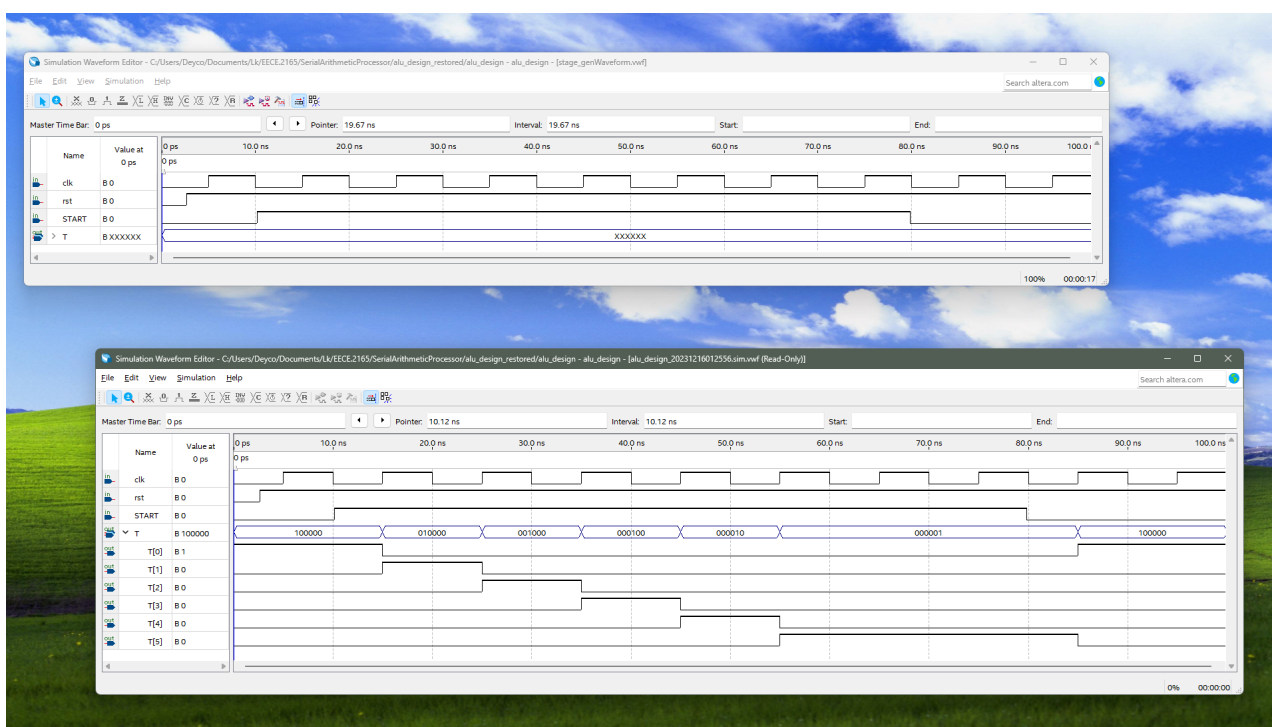 Simulation Waveform Editor - C:/Users/Deyco/Documents/Lk/EECE.2165/SerialArithmeticProcessor/alu_design_restored/alu_design - alu_design - [stage_genWaveform.vwf]
File Edit View Simulation Help
Search altera.com
Master Time Bar: 0 ps Pointer: 19.67 ns Interval: 19.67 ns Start: End:
Name Value at 0 ps
0 ps 10.0 ns 20.0 ns 30.0 ns 40.0 ns 50.0 ns 60.0 ns 70.0 ns 80.0 ns 90.0 ns 100.0
0 ps
clk B 0
rst B 0
START B 0
T B XXXXXX XXXXXX
100% 00:00:17
Simulation Waveform Editor - C:/Users/Deyco/Documents/Lk/EECE.2165/SerialArithmeticProcessor/alu_design_restored/alu_design - alu_design - [alu_design_20231216012556.sim.vwf (Read-Only)]
File Edit View Simulation Help
Search altera.com
Master Time Bar: 0 ps Pointer: 10.12 ns Interval: 10.12 ns Start: End:
Name Value at 0 ps
0 ps 10.0 ns 20.0 ns 30.0 ns 40.0 ns 50.0 ns 60.0 ns 70.0 ns 80.0 ns 90.0 ns 100.0 ns
0 ps
clk B 0
rst B 0
START B 0
T B 100000 100000 010000 001000 000100 000010 000001 100000
T[0] B 1
T[1] B 0
T[2] B 0
T[3] B 0
T[4] B 0
T[5] B 0
0% 00:00:00